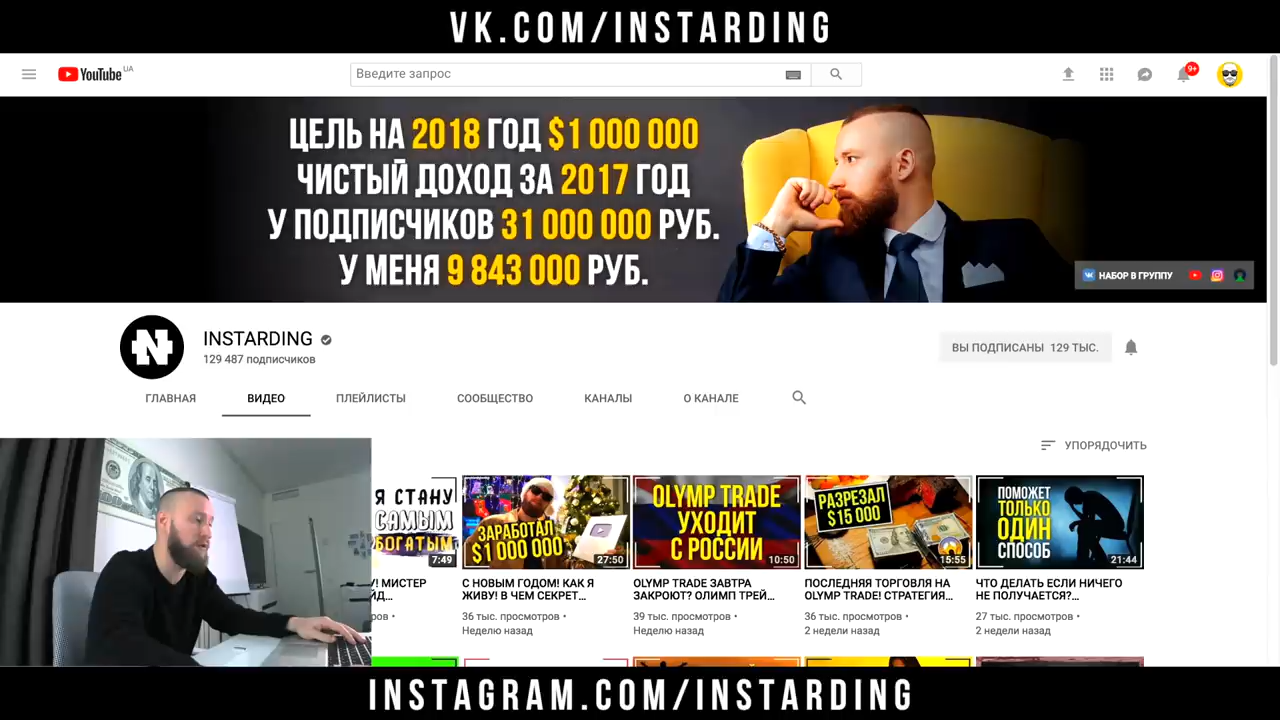 VK.COM/INSTARDING
YouTube UA
Введите запрос
9+
ЦЕЛЬ НА 2018 ГОД $1 000 000
ЧИСТЫЙ ДОХОД ЗА 2017 ГОД
У ПОДПИСЧИКОВ 31 000 000 РУБ.
У МЕНЯ 9 843 000 РУБ.
НАБОР В ГРУППУ
INSTARDING
129 487 подписчиков
ВЫ ПОДПИСАНЫ 129 ТЫС.
ГЛАВНАЯ ВИДЕО ПЛЕЙЛИСТЫ СООБЩЕСТВО КАНАЛЫ О КАНАЛЕ
УПОРЯДОЧИТЬ
Я СТАНУ
САМЫМ
БОГАТЫМ
7:49
ЗАРАБОТАЛ
$1 000 000
27:50
OLYMP TRADE
УХОДИТ
С РОССИИ
10:50
РАЗРЕЗАЛ
$15 000
15:55
ПОМОЖЕТ
ТОЛЬКО
ОДИН
СПОСОБ
21:44
У! МИСТЕР
ЙД...
ров •
С НОВЫМ ГОДОМ! КАК Я
ЖИВУ! В ЧЕМ СЕКРЕТ...
36 тыс. просмотров •
Неделю назад
OLYMP TRADE ЗАВТРА
ЗАКРОЮТ? ОЛИМП ТРЕЙ...
39 тыс. просмотров •
Неделю назад
ПОСЛЕДНЯЯ ТОРГОВЛЯ НА
OLYMP TRADE! СТРАТЕГИЯ...
36 тыс. просмотров •
2 недели назад
ЧТО ДЕЛАТЬ ЕСЛИ НИЧЕГО
НЕ ПОЛУЧАЕТСЯ?...
27 тыс. просмотров •
2 недели назад
INSTAGRAM.COM/INSTARDING